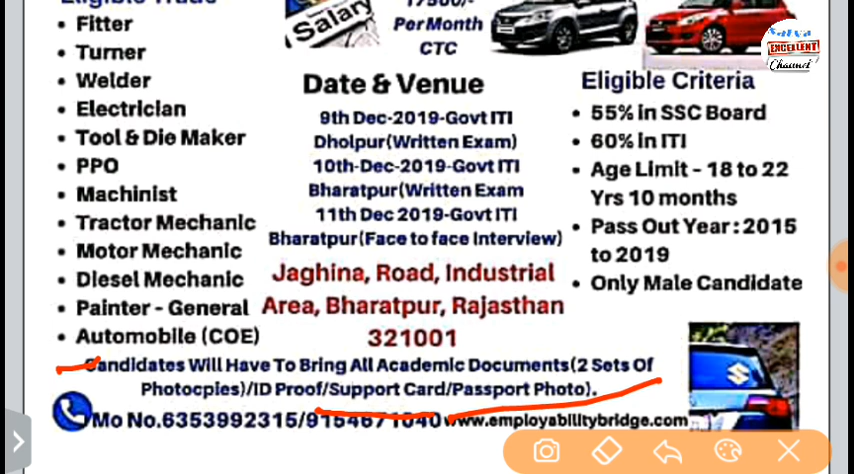 Eligible Trade
• Fitter
• Turner
• Welder
• Electrician
• Tool & Die Maker
• PPO
• Machinist
• Tractor Mechanic
• Motor Mechanic
• Diesel Mechanic
• Painter - General
• Automobile (COE)
Salary
17500/-
Per Month
CTC
Date & Venue
9th Dec-2019-Govt ITI
Dholpur(Written Exam)
10th-Dec-2019-Govt ITI
Bharatpur(Written Exam
11th Dec 2019-Govt ITI
Bharatpur(Face to face Interview)
Jaghina, Road, Industrial
Area, Bharatpur, Rajasthan
321001
EXCELLENT
Channel
Eligible Criteria
• 55% in SSC Board
• 60% in ITI
• Age Limit - 18 to 22
Yrs 10 months
• Pass Out Year : 2015
to 2019
• Only Male Candidate
Candidates Will Have To Bring All Academic Documents(2 Sets Of
Photocpies)/ID Proof/Support Card/Passport Photo).
Mo No.6353992315/9154671040 www.employabilitybridge.com